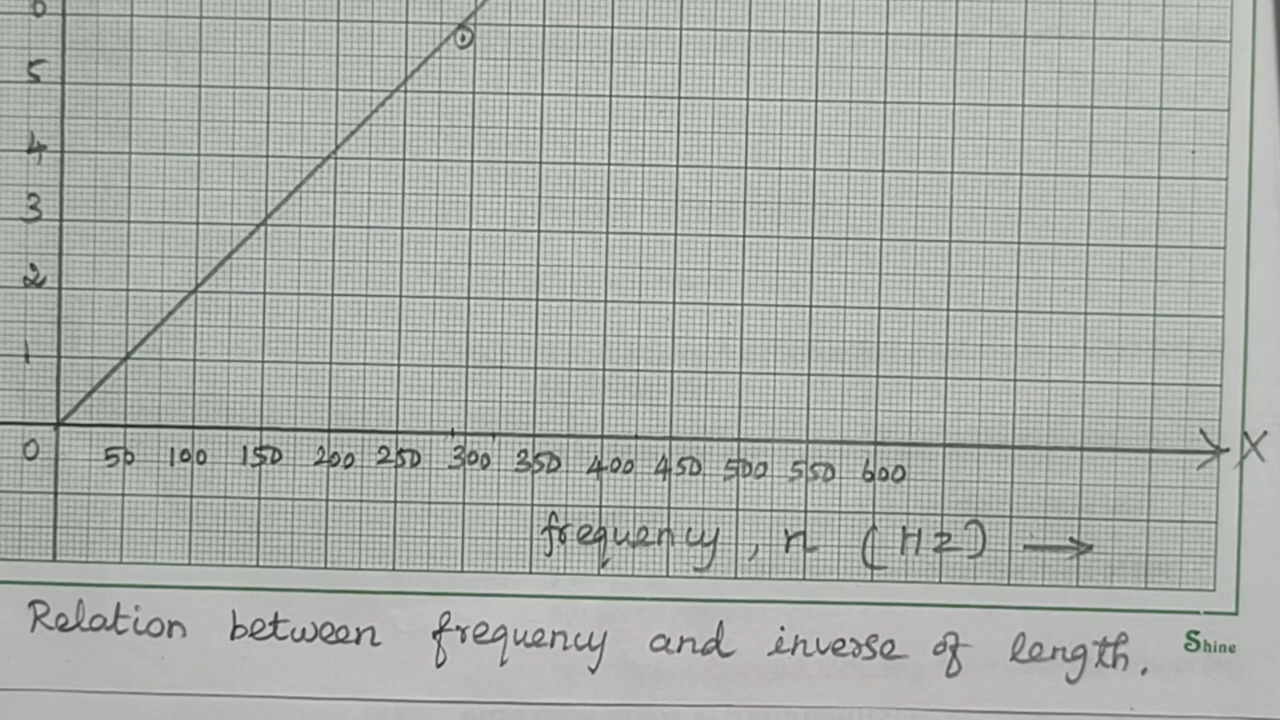 6
5
4
3
2
1
0 50 100 150 200 250 300 350 400 450 500 550 600 X
frequency, n (Hz) →
Relation between frequency and inverse of length.
Shine